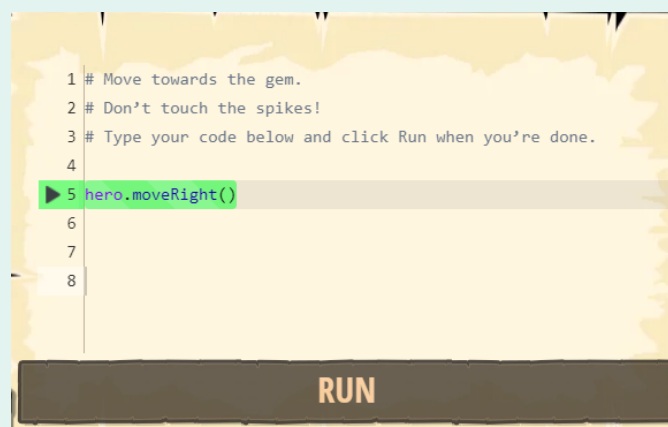 1 # Move towards the gem.
2 # Don’t touch the spikes!
3 # Type your code below and click Run when you’re done.
4
5 hero.moveRight()
6
7
8
RUN